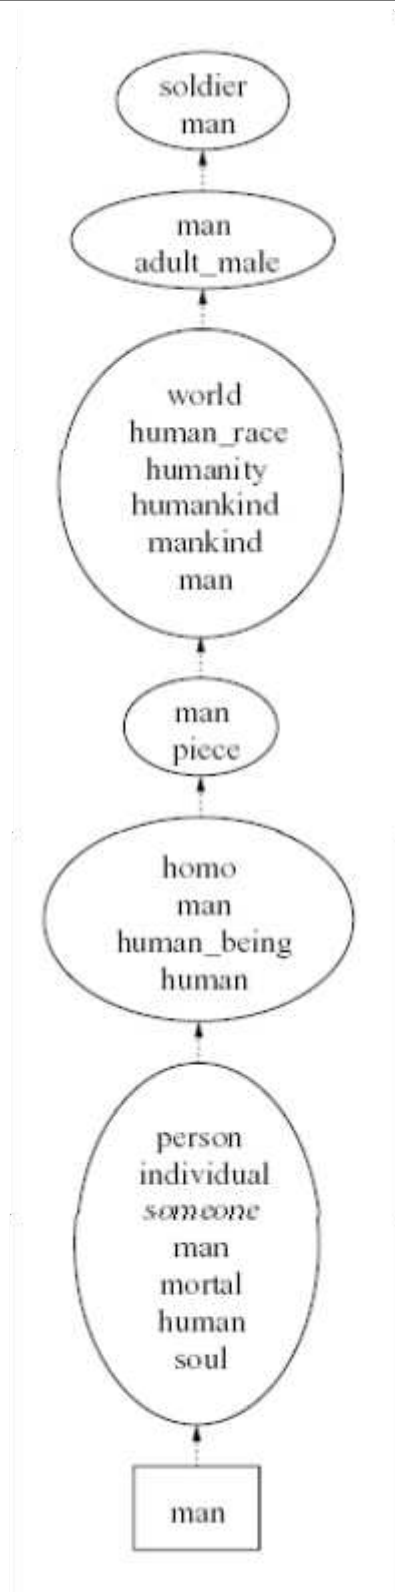 soldier
man
man
adult_male
world
human_race
humanity
humankind
mankind
man
man
piece
homo
man
human_being
human
person
individual
someone
man
mortal
human
soul
man